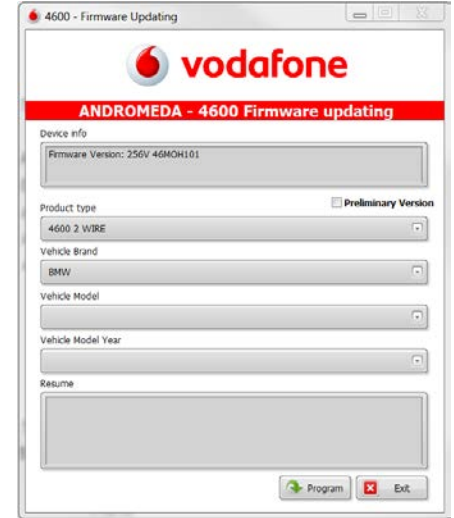 4600 - Firmware Updating
vodafone
ANDROMEDA - 4600 Firmware updating
Device info
Firmware Version: 256V 46MOH101
Product type
Preliminary Version
4600 2 WIRE
Vehicle Brand
BMW
Vehicle Model
Vehicle Model Year
Resume
Program
Exit